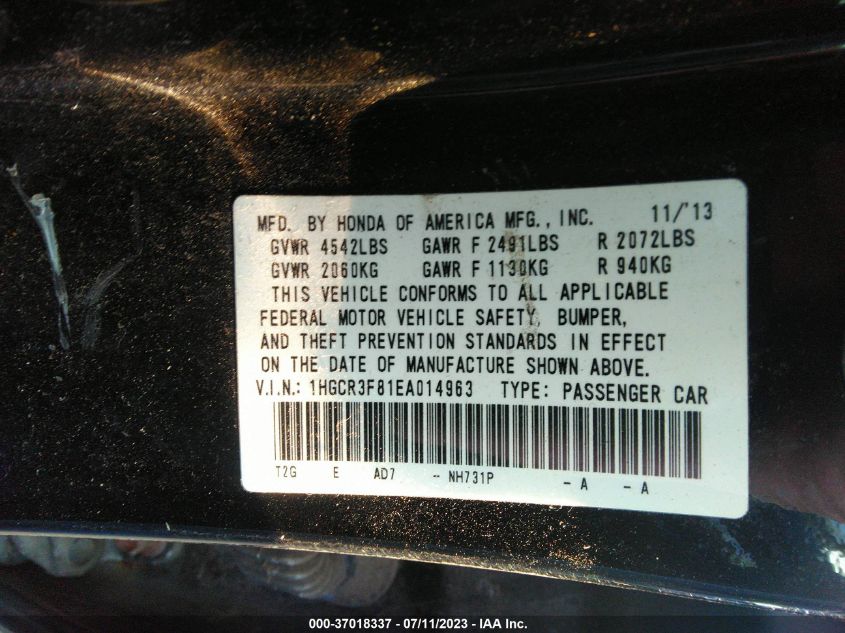 MFD. BY HONDA OF AMERICA MFG., INC. 11/'13
GVWR 4542LBS GAWR F 2491LBS R 2072LBS
GVWR 2060KG GAWR F 1130KG R 940KG
THIS VEHICLE CONFORMS TO ALL APPLICABLE
FEDERAL MOTOR VEHICLE SAFETY, BUMPER,
AND THEFT PREVENTION STANDARDS IN EFFECT
ON THE DATE OF MANUFACTURE SHOWN ABOVE.
V.I.N.: 1HGCR3F81EA014963 TYPE: PASSENGER CAR
T2G E AD7 -- NH731P - A - A
000-37018337 - 07/11/2023 - IAA Inc.